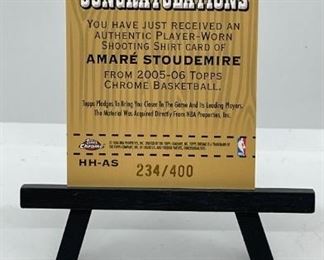 CONGRATULATIONS
YOU HAVE JUST RECEIVED AN
AUTHENTIC PLAYER-WORN
SHOOTING SHIRT CARD OF
AMARÉ STOUDEMIRE
FROM 2005-06 TOPPS
CHROME BASKETBALL.
Topps Pledges To Bring You Closer To The Game And Its Leading Players.
The Material Was Acquired Directly From NBA Properties, Inc.
Topps
Chrome
HH-AS
234/400